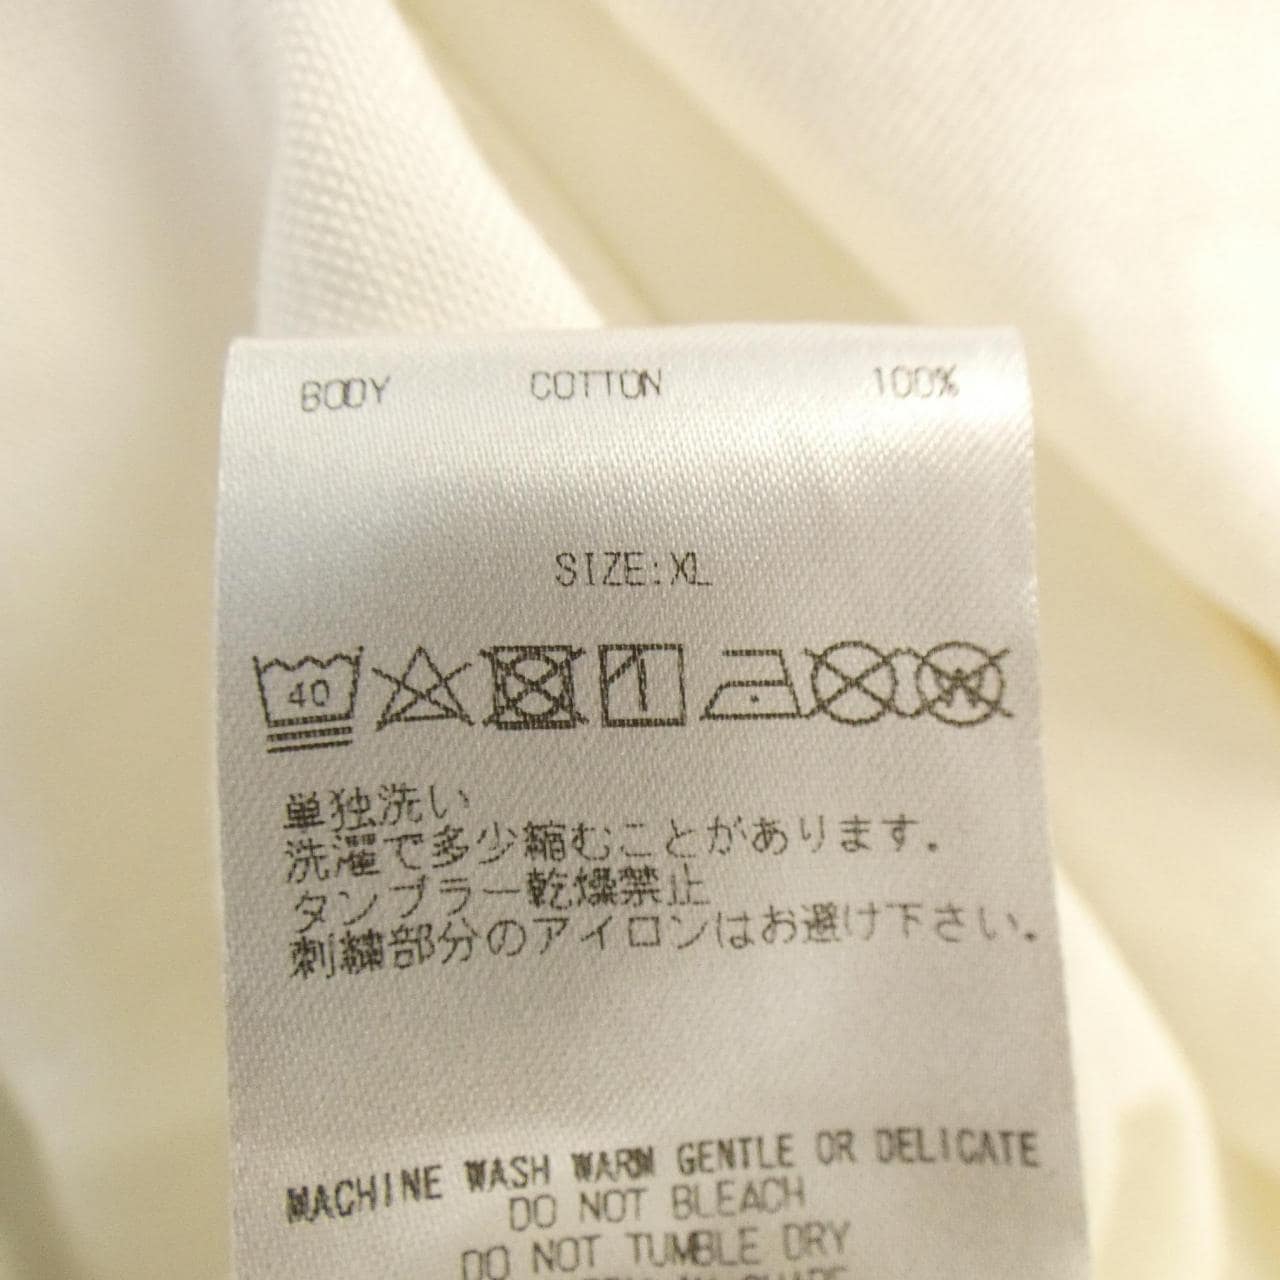 BODY COTTON 100%
SIZE:XL
40
単独洗い
洗濯で多少縮むことがあります.
タンブラー乾燥禁止
刺繍部分のアイロンはお避け下さい.
MACHINE WASH WARM GENTLE OR DELICATE
DO NOT BLEACH
DO NOT TUMBLE DRY